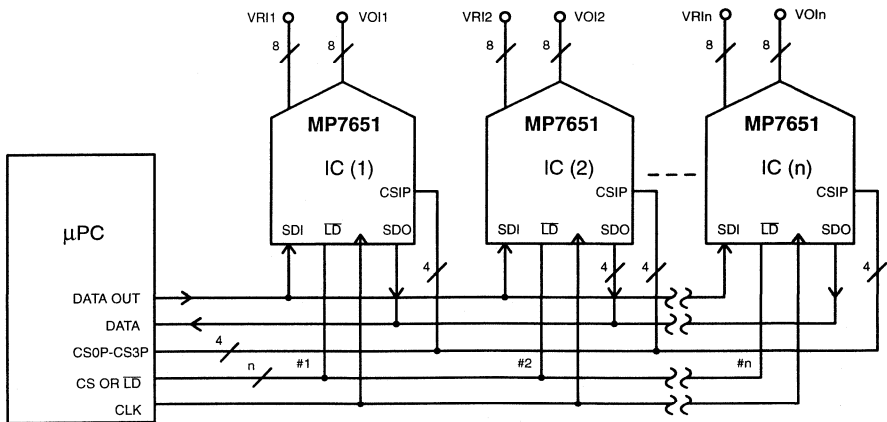 VRI1 VOI1 VRI2 VOI2 VRIn VOIn
8 8 8 8 8 8
MP7651 MP7651 MP7651
IC (1) IC (2) IC (n)
CSIP CSIP CSIP
SDI LD SDO SDI LD SDO SDI LD SDO
μPC
4 4 4 4
DATA OUT
DATA
CS0P-CS3P 4
CS OR LD n #1 #2 #n
CLK